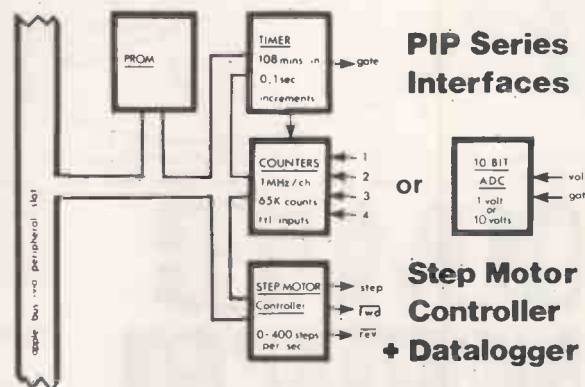 PROM
TIMER
108 mins in
0.1sec
increments
gate
PIP Series
Interfaces
COUNTERS
1MHz/ch
65K counts
ttl inputs
1
2
3
4
or
10 BIT
ADC
1 volt
or
10 volts
vol
gat
STEP MOTOR
Controller
0-400 steps
per sec
step
fwd
rev
Step Motor
Controller
+ Datalogger
apple bus via peripheral slot